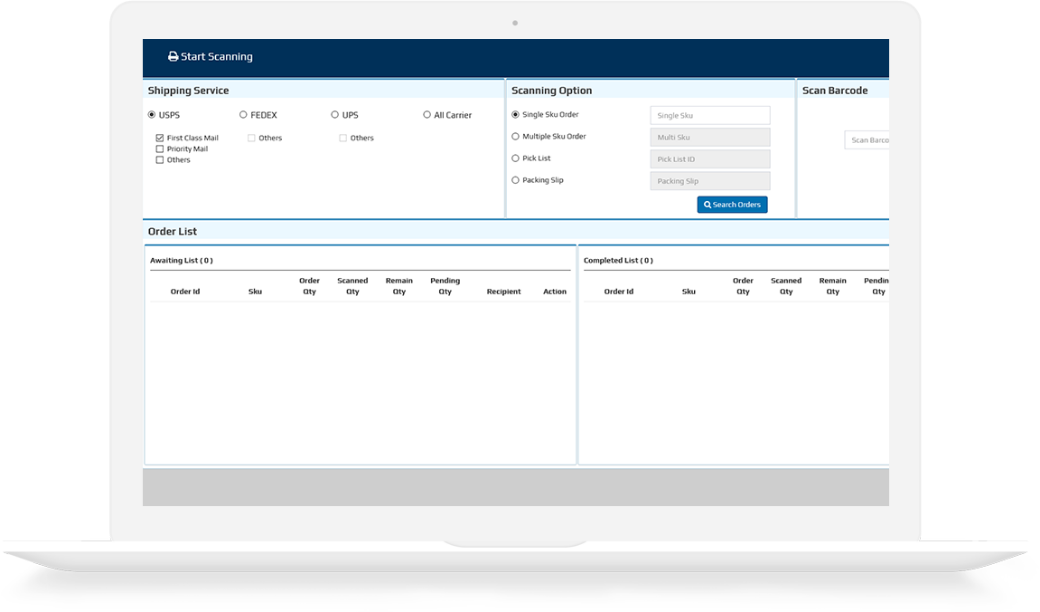 Start Scanning
Shipping Service
USPS
FEDEX
UPS
All Carrier
First Class Mail
Others
Others
Priority Mail
Others
Scanning Option
Single Sku Order
Single Sku
Multiple Sku Order
Multi Sku
Pick List
Pick List ID
Packing Slip
Packing Slip
Search Orders
Scan Barcode
Scan Barco
Order List
Awaiting List ( 0 )
Order Id
Sku
Order Qty
Scanned Qty
Remain Qty
Pending Qty
Recipient
Action
Completed List ( 0 )
Order Id
Sku
Order Qty
Scanned Qty
Remain Qty
Pendin Qty